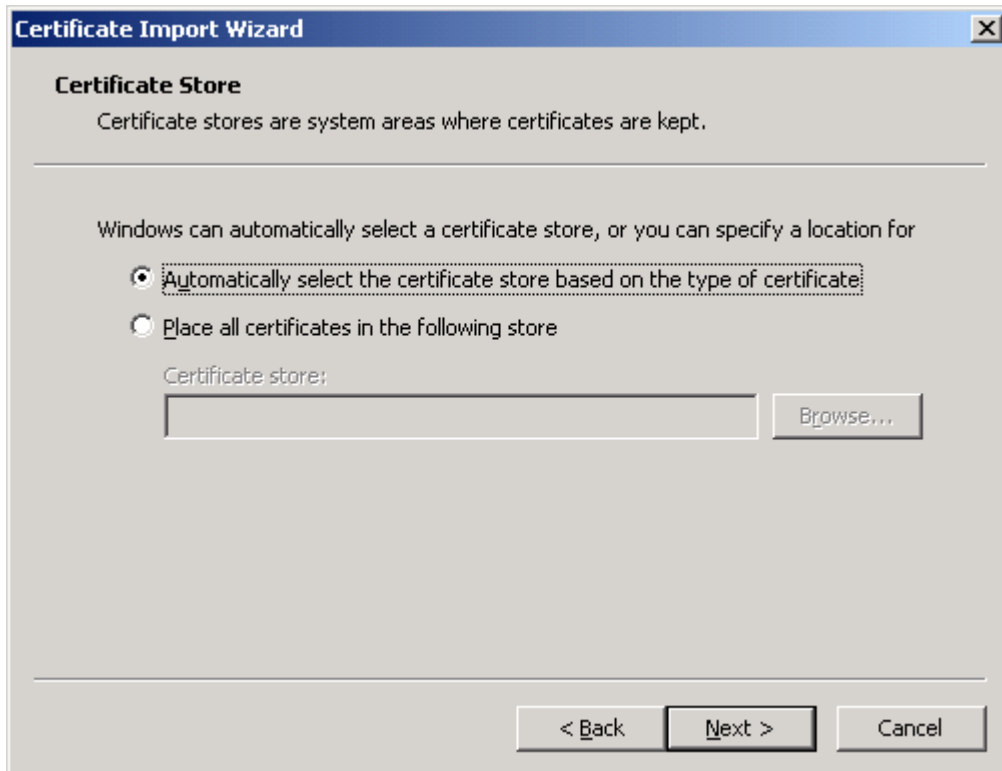 Certificate Import Wizard
Certificate Store
Certificate stores are system areas where certificates are kept.
Windows can automatically select a certificate store, or you can specify a location for
Automatically select the certificate store based on the type of certificate
Place all certificates in the following store
Certificate store:
Browse...
< Back Next > Cancel